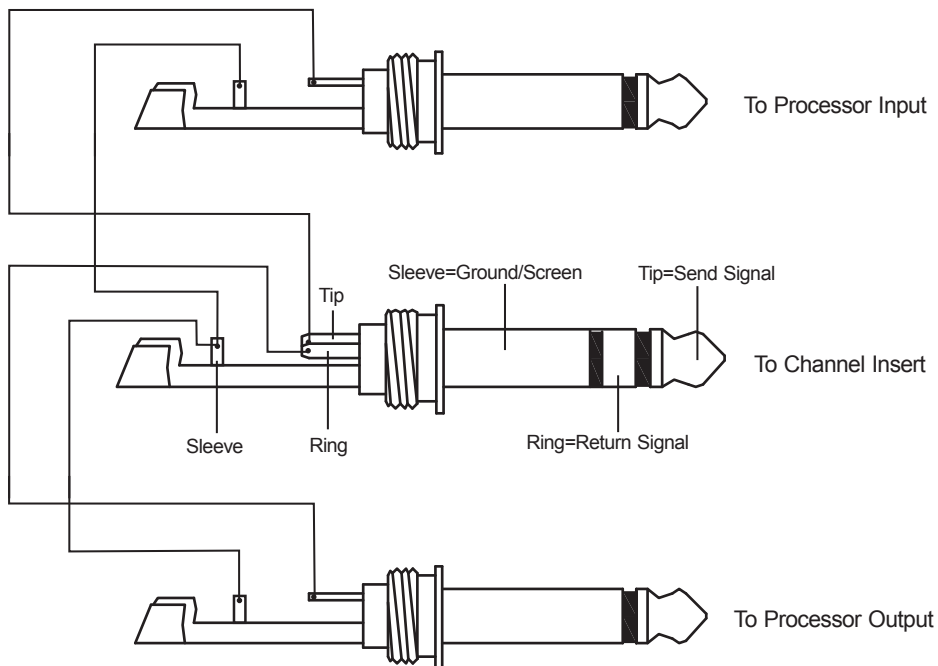 To Processor Input
Sleeve=Ground/Screen
Tip=Send Signal
Tip
To Channel Insert
Sleeve
Ring
Ring=Return Signal
To Processor Output